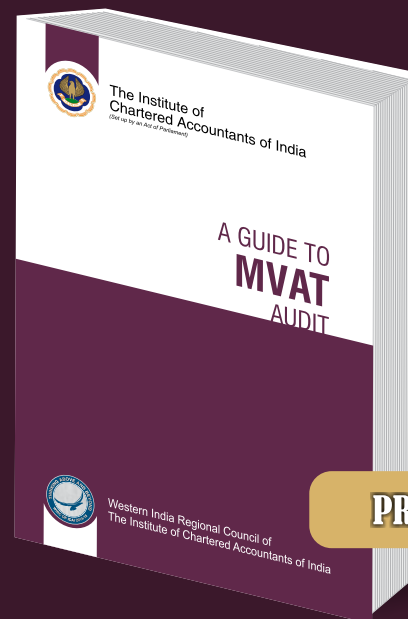 The Institute of
Chartered Accountants of India
(Set up by an Act of Parliament)
A GUIDE TO
MVAT
AUDIT
Western India Regional Council of
The Institute of Chartered Accountants of India
PR